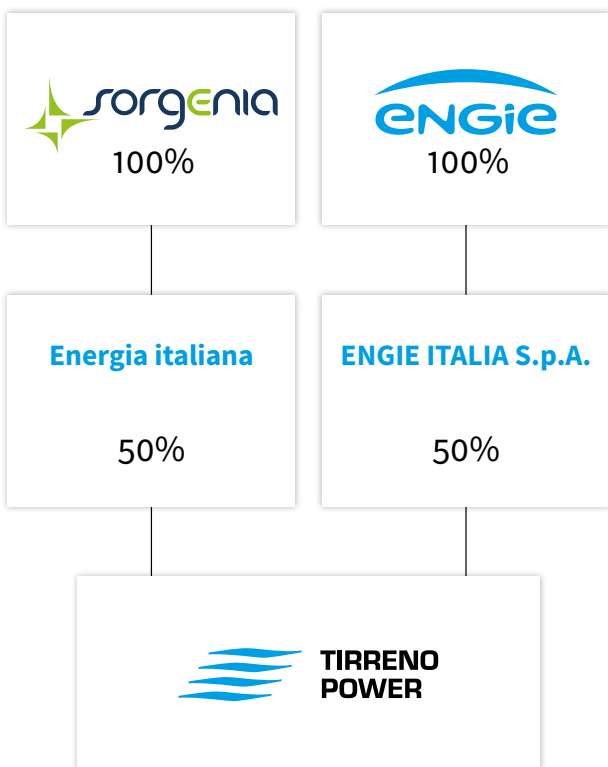 sorgenia
100%
ENGIE
100%
Energia italiana
50%
ENGIE ITALIA S.p.A.
50%
TIRRENO
POWER